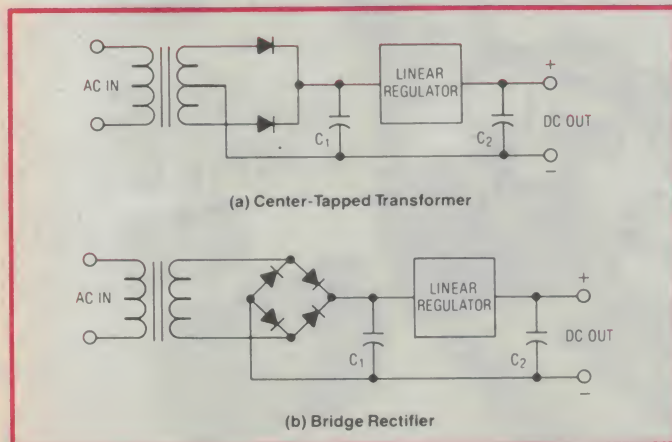 AC IN
LINEAR
REGULATOR
C1
C2
+
DC OUT
−
(a) Center-Tapped Transformer
AC IN
LINEAR
REGULATOR
C1
C2
+
DC OUT
−
(b) Bridge Rectifier